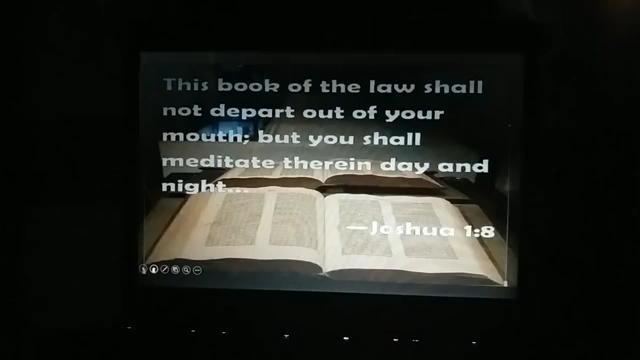 This book of the law shall
not depart out of your
mouth; but you shall
meditate therein day and
night...
—Joshua 1:8